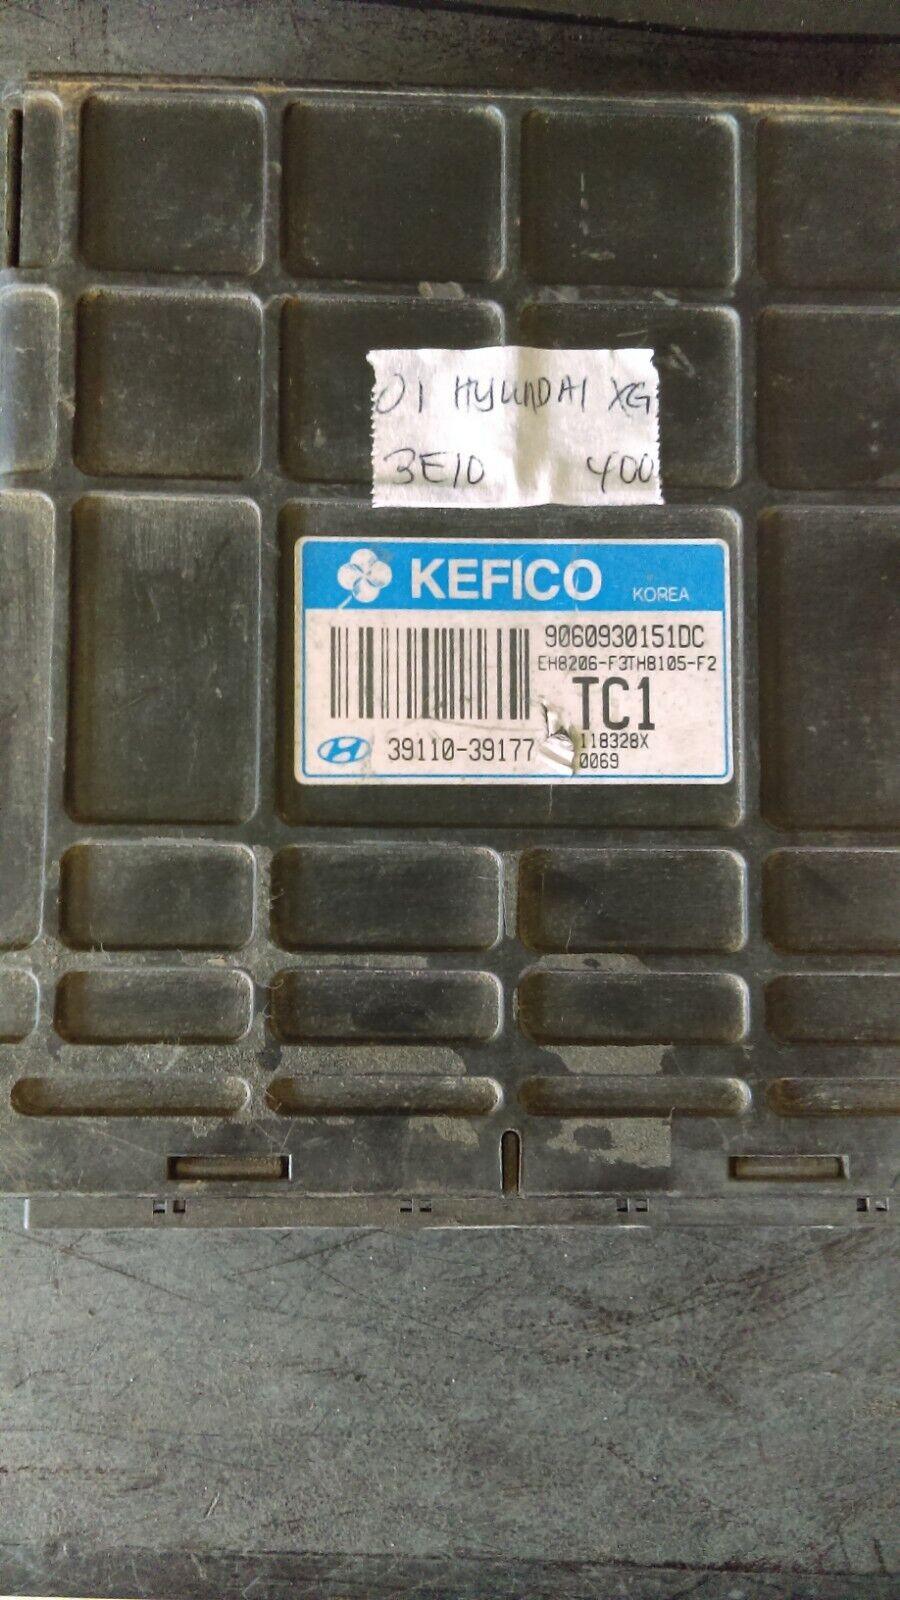 01 HYUNDAI XG
3E10 400
KEFICO KOREA
9060930151DC
EH8206-F3TH8105-F2
TC1
39110-39177
118328X
0069